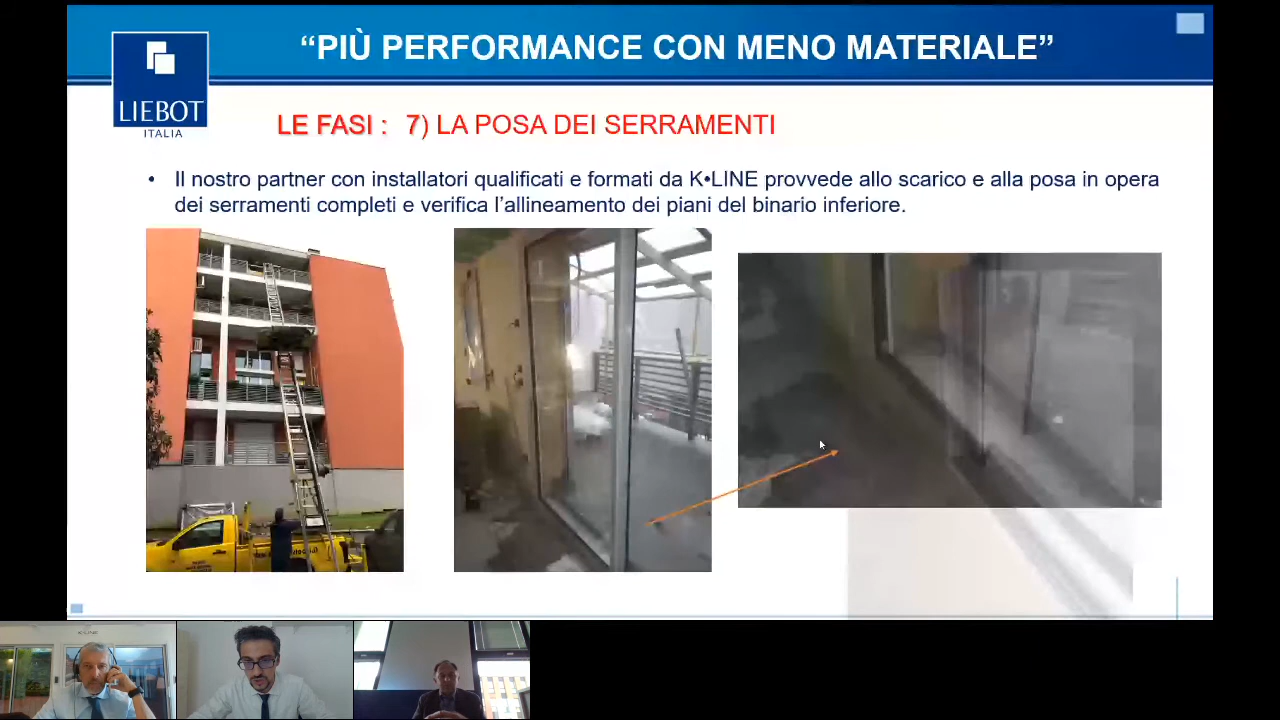 “PIÙ PERFORMANCE CON MENO MATERIALE”
LIEBOT
ITALIA
LE FASI : 7) LA POSA DEI SERRAMENTI
• Il nostro partner con installatori qualificati e formati da K•LINE provvede allo scarico e alla posa in opera
dei serramenti completi e verifica l’allineamento dei piani del binario inferiore.
K•LINE